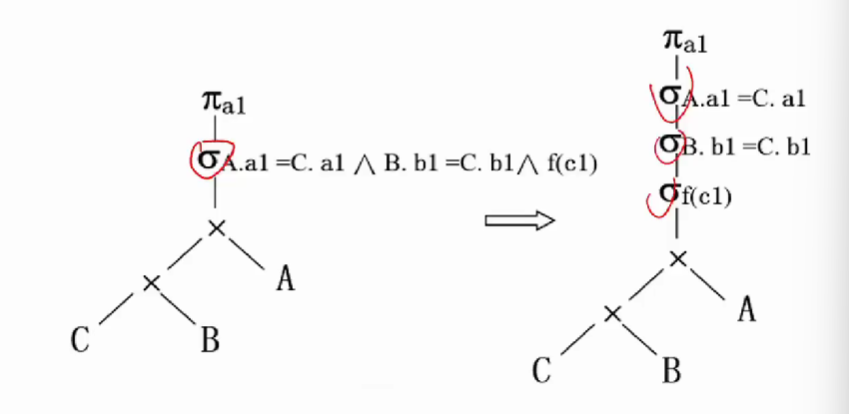 πa1
σA.a1 =C. a1 ∧ B. b1 =C. b1∧ f(c1)
×
×
A
C
B
πa1
σA.a1 =C. a1
σB. b1 =C. b1
σf(c1)
×
×
A
C
B